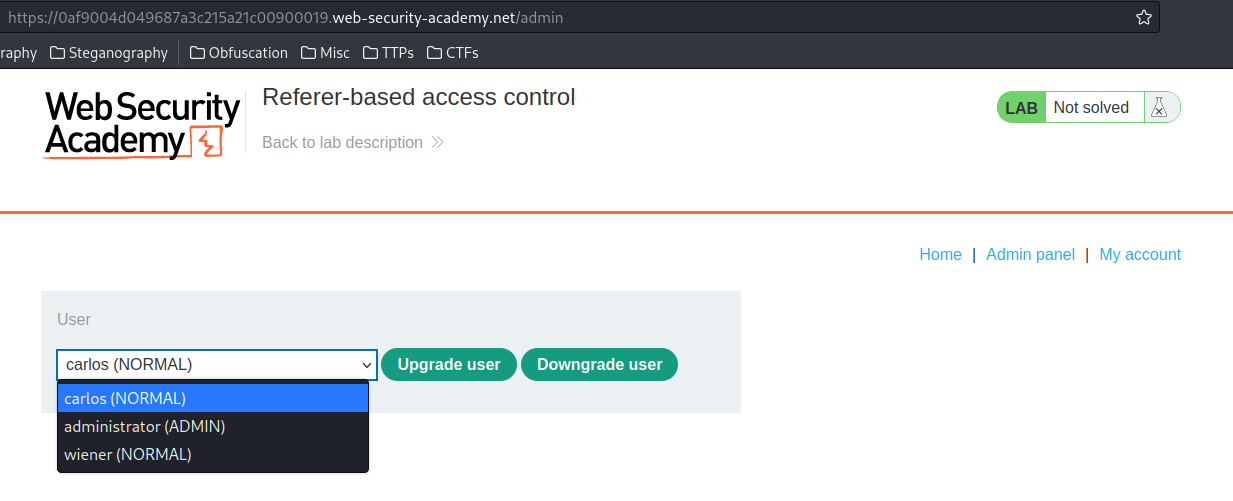 https://0af9004d049687a3c215a21c00900019.web-security-academy.net/admin
raphy Steganography Obfuscation Misc TTPs CTFs
Web Security
Academy
Referer-based access control
Back to lab description
LAB Not solved
Home | Admin panel | My account
User
carlos (NORMAL) Upgrade user Downgrade user
carlos (NORMAL)
administrator (ADMIN)
wiener (NORMAL)